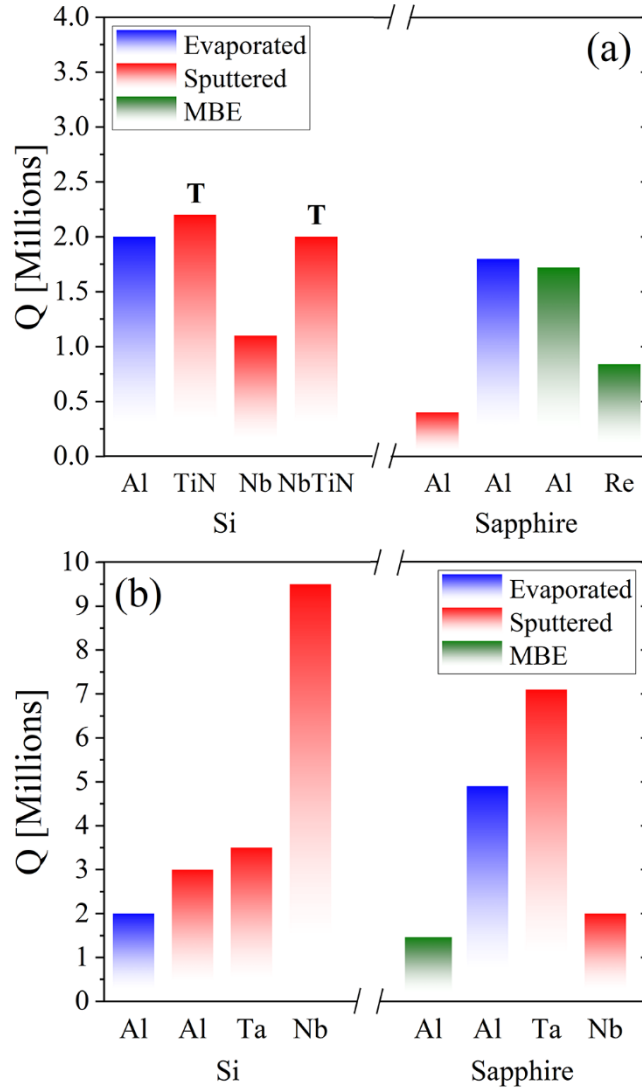 4.0
3.5
3.0
2.5
2.0
1.5
1.0
0.5
0.0
Q [Millions]
Evaporated
Sputtered
MBE
(a)
T
T
Al TiN Nb NbTiN Al Al Al Re
Si Sapphire
10
9
8
7
6
5
4
3
2
1
0
Q [Millions]
(b)
Evaporated
Sputtered
MBE
Al Al Ta Nb Al Al Ta Nb
Si Sapphire